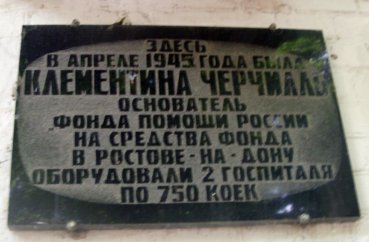 ЗДЕСЬ
В АПРЕЛЕ 1945 ГОДА БЫЛА
КЛЕМЕНТИНА ЧЕРЧИЛЛЬ
ОСНОВАТЕЛЬ
ФОНДА ПОМОЩИ РОССИИ
НА СРЕДСТВА ФОНДА
В РОСТОВЕ-НА-ДОНУ
ОБОРУДОВАЛИ 2 ГОСПИТАЛЯ
ПО 750 КОЕК